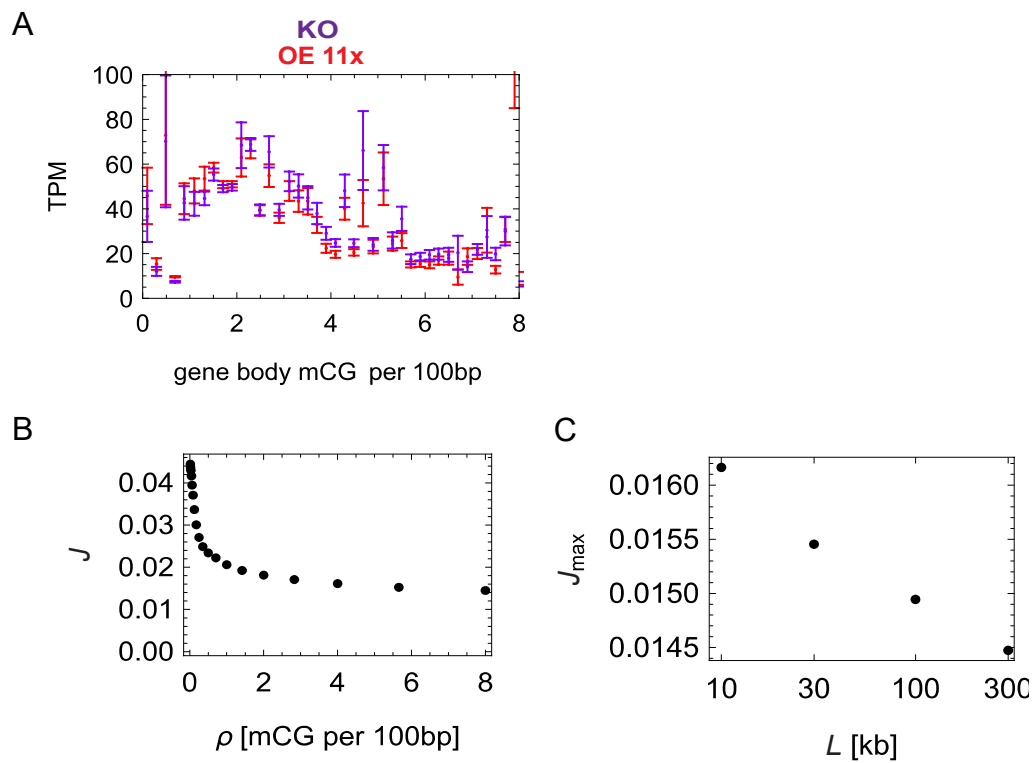 A
KO
OE 11x
100
80
60
40
20
0
TPM
0 2 4 6 8
gene body mCG per 100bp
B
0.04
0.03
0.02
0.01
0.00
J
0 2 4 6 8
ρ [mCG per 100bp]
C
0.0160
0.0155
0.0150
0.0145
Jmax
10 30 100 300
L [kb]